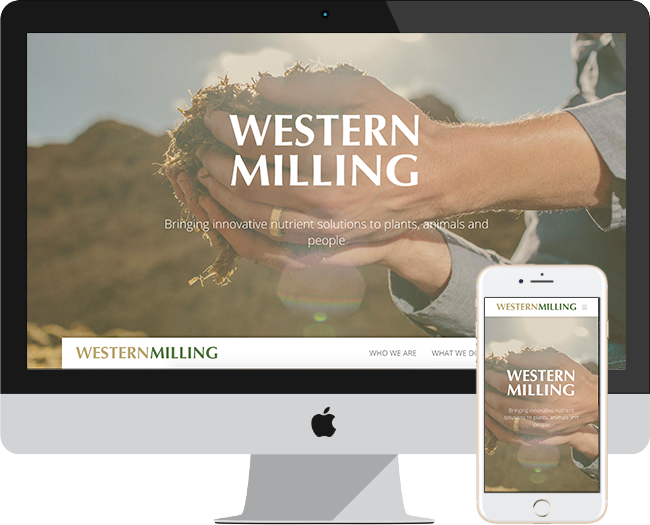 WESTERN
MILLING
Bringing innovative nutrient solutions to plants, animals and
people
WESTERNMILLING
WHO WE ARE
WHAT WE DO
WESTERNMILLING
WESTERN
MILLING
Bringing innovative nutrient
solutions to plants, animals and
people